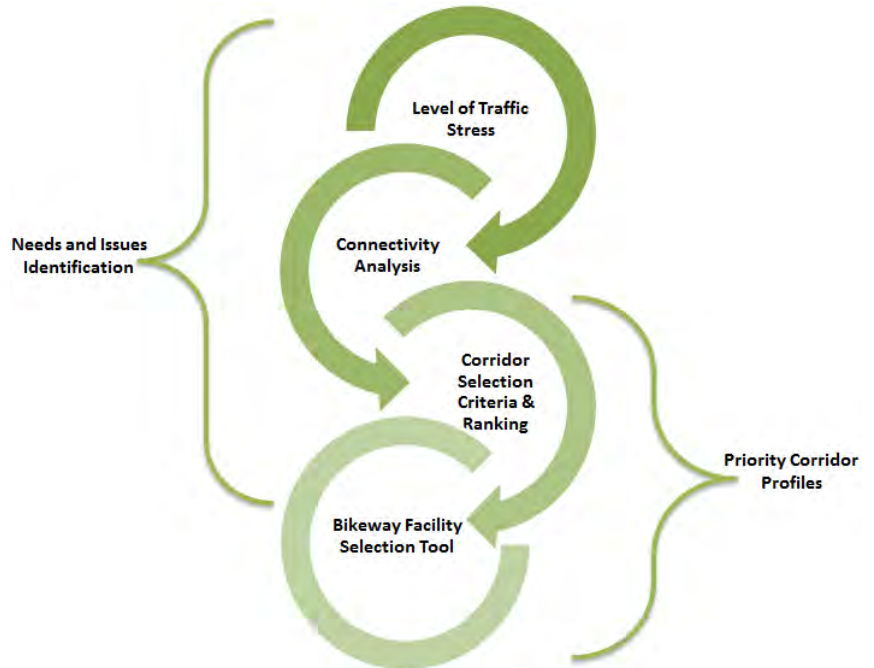 Level of Traffic
Stress
Needs and Issues
Identification
Connectivity
Analysis
Corridor
Selection
Criteria &
Ranking
Priority Corridor
Profiles
Bikeway Facility
Selection Tool